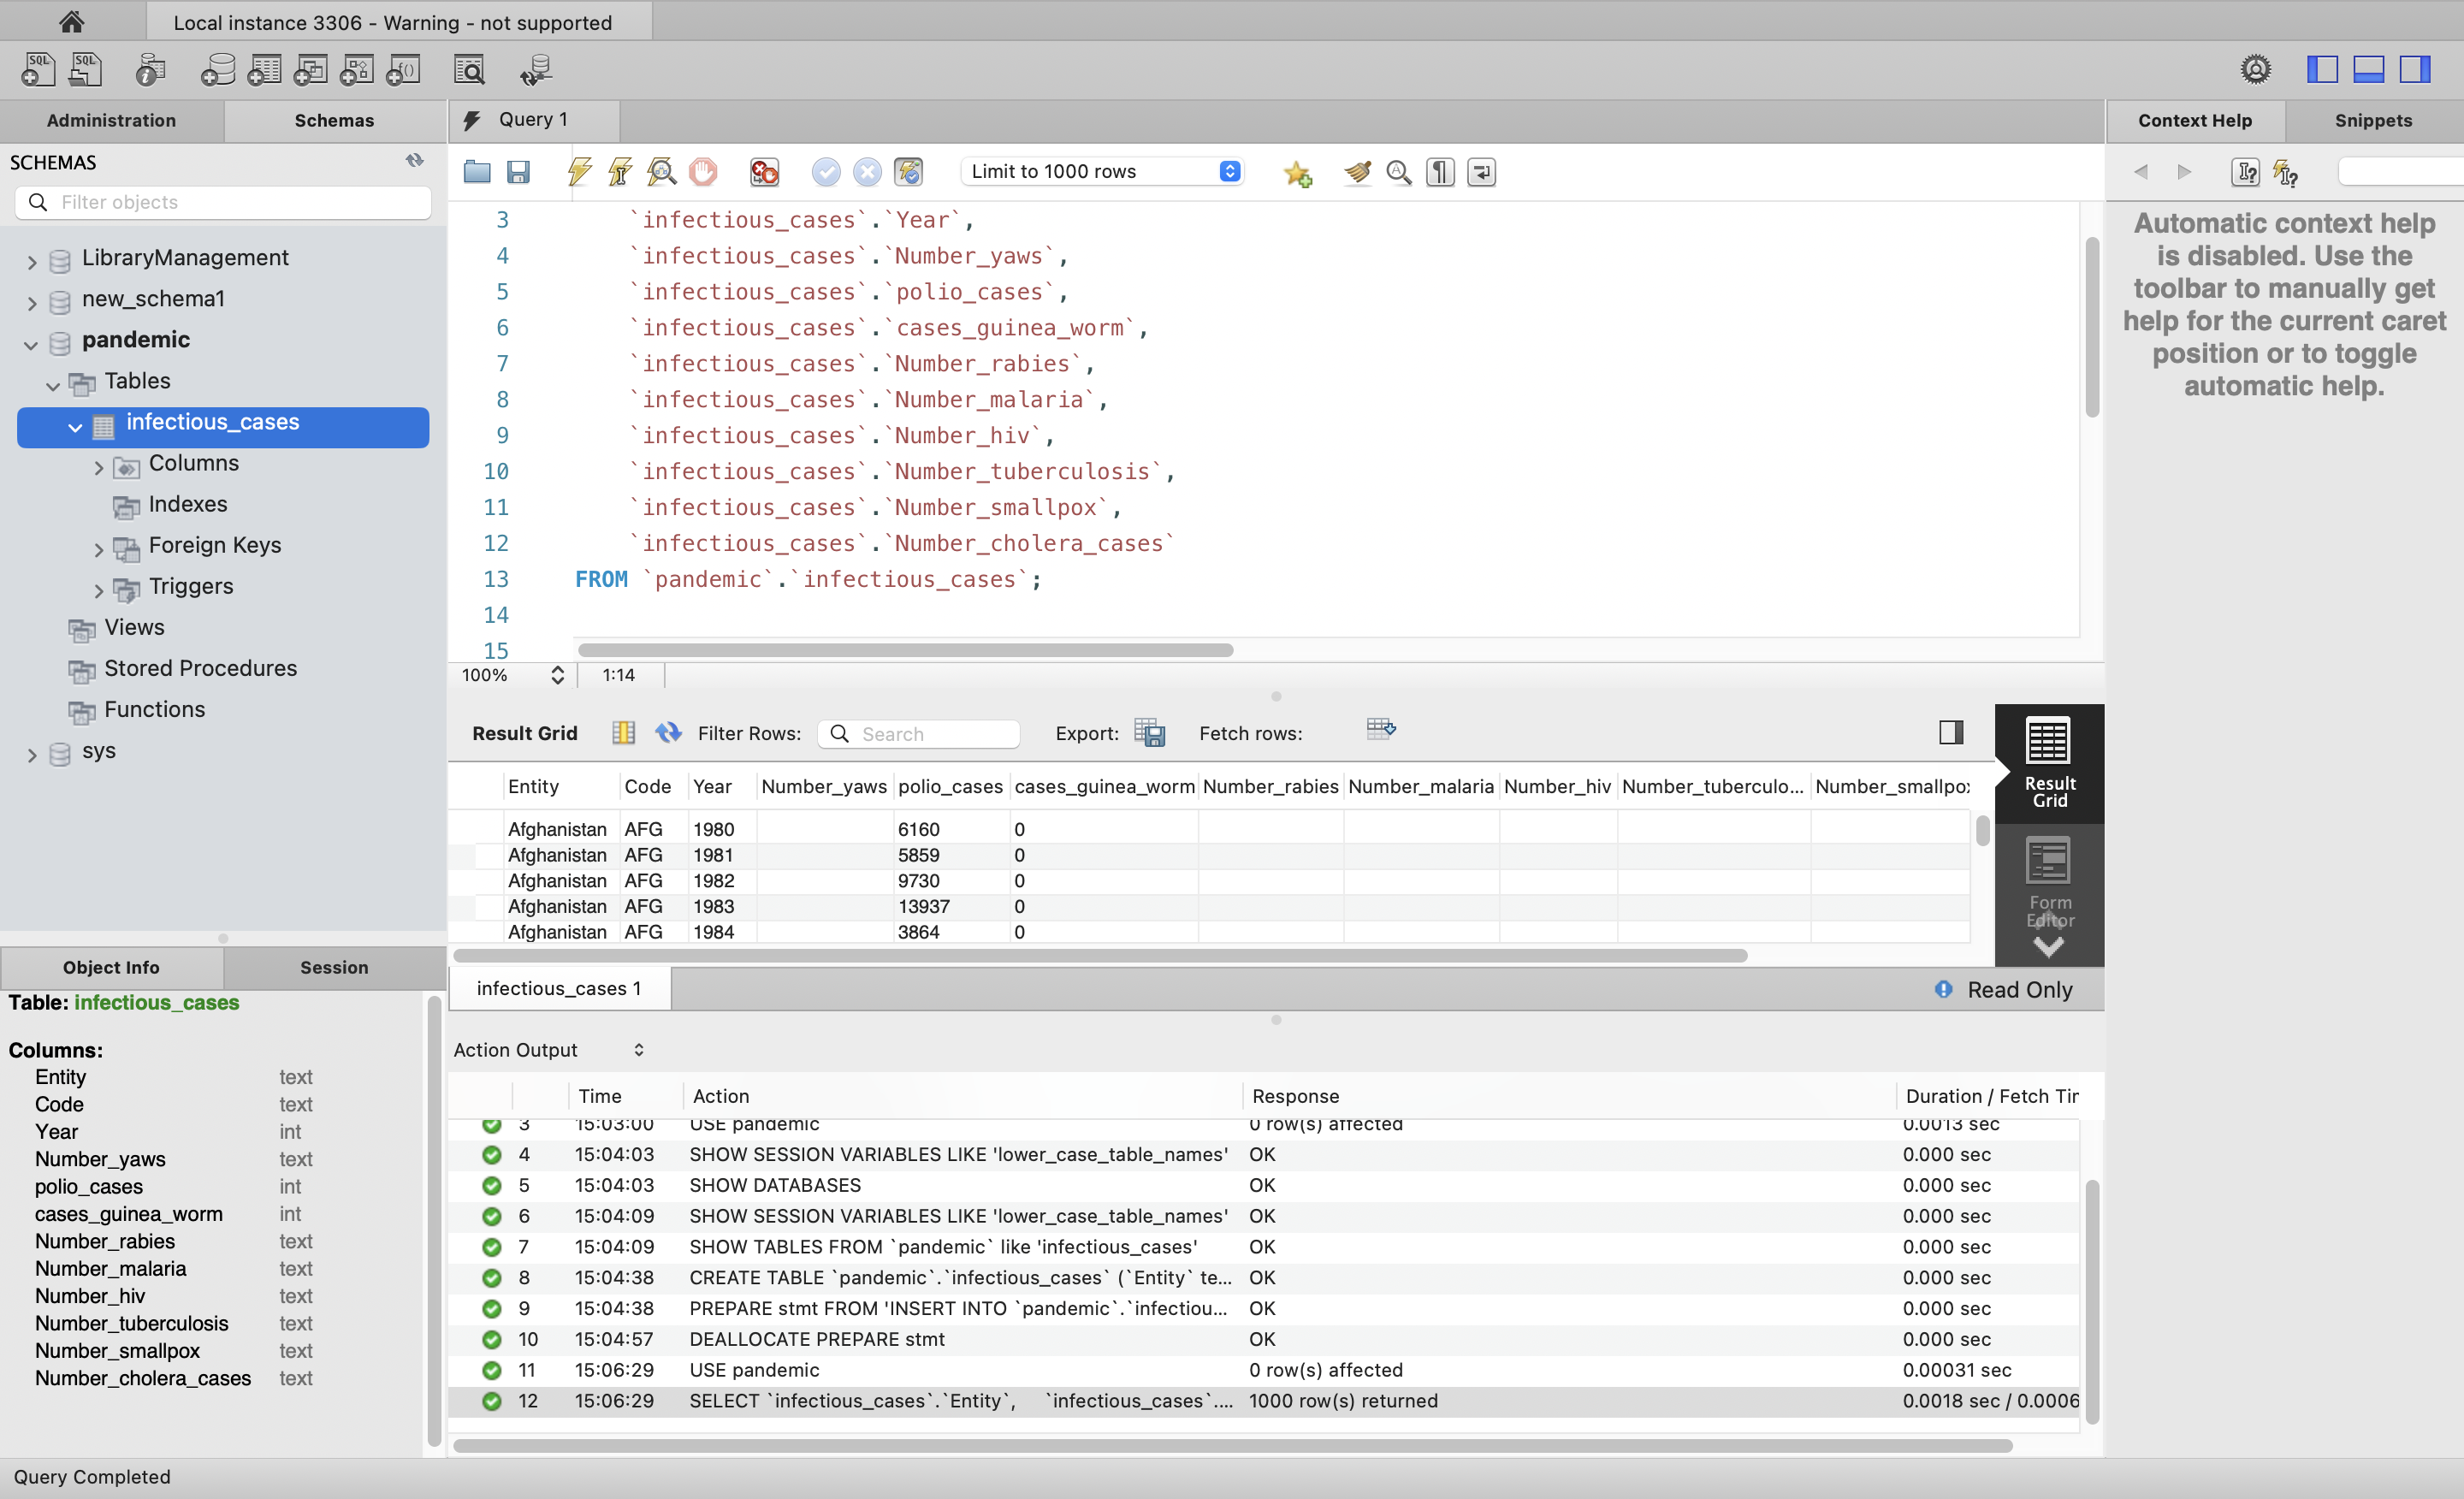 Local instance 3306 - Warning - not supported
SQL
SQL
Administration
Schemas
Query 1
Context Help
Snippets
SCHEMAS
Filter objects
LibraryManagement
new_schema1
pandemic
Tables
infectious_cases
Columns
Indexes
Foreign Keys
Triggers
Views
Stored Procedures
Functions
sys
Limit to 1000 rows
3 `infectious_cases`.`Year`,
4 `infectious_cases`.`Number_yaws`,
5 `infectious_cases`.`polio_cases`,
6 `infectious_cases`.`cases_guinea_worm`,
7 `infectious_cases`.`Number_rabies`,
8 `infectious_cases`.`Number_malaria`,
9 `infectious_cases`.`Number_hiv`,
10 `infectious_cases`.`Number_tuberculosis`,
11 `infectious_cases`.`Number_smallpox`,
12 `infectious_cases`.`Number_cholera_cases`
13 FROM `pandemic`.`infectious_cases`;
14
15
100% 1:14
Automatic context help
is disabled. Use the
toolbar to manually get
help for the current caret
position or to toggle
automatic help.
Result Grid Filter Rows: Search Export: Fetch rows:
Entity Code Year Number_yaws polio_cases cases_guinea_worm Number_rabies Number_malaria Number_hiv Number_tuberculo... Number_smallpox
Afghanistan AFG 1980 6160 0
Afghanistan AFG 1981 5859 0
Afghanistan AFG 1982 9730 0
Afghanistan AFG 1983 13937 0
Afghanistan AFG 1984 3864 0
Result
Grid
Form
Editor
infectious_cases 1
Read Only
Object Info
Session
Table: infectious_cases
Columns:
Entity text
Code text
Year int
Number_yaws text
polio_cases int
cases_guinea_worm int
Number_rabies text
Number_malaria text
Number_hiv text
Number_tuberculosis text
Number_smallpox text
Number_cholera_cases text
Action Output
Time Action Response Duration / Fetch Tir
3 15:03:00 USE pandemic 0 row(s) affected 0.0013 sec
4 15:04:03 SHOW SESSION VARIABLES LIKE 'lower_case_table_names' OK 0.000 sec
5 15:04:03 SHOW DATABASES OK 0.000 sec
6 15:04:09 SHOW SESSION VARIABLES LIKE 'lower_case_table_names' OK 0.000 sec
7 15:04:09 SHOW TABLES FROM `pandemic` like 'infectious_cases' OK 0.000 sec
8 15:04:38 CREATE TABLE `pandemic`.`infectious_cases` (`Entity` te... OK 0.000 sec
9 15:04:38 PREPARE stmt FROM 'INSERT INTO `pandemic`.`infectiou... OK 0.000 sec
10 15:04:57 DEALLOCATE PREPARE stmt OK 0.000 sec
11 15:06:29 USE pandemic 0 row(s) affected 0.00031 sec
12 15:06:29 SELECT `infectious_cases`.`Entity`, `infectious_cases`.... 1000 row(s) returned 0.0018 sec / 0.0006
Query Completed